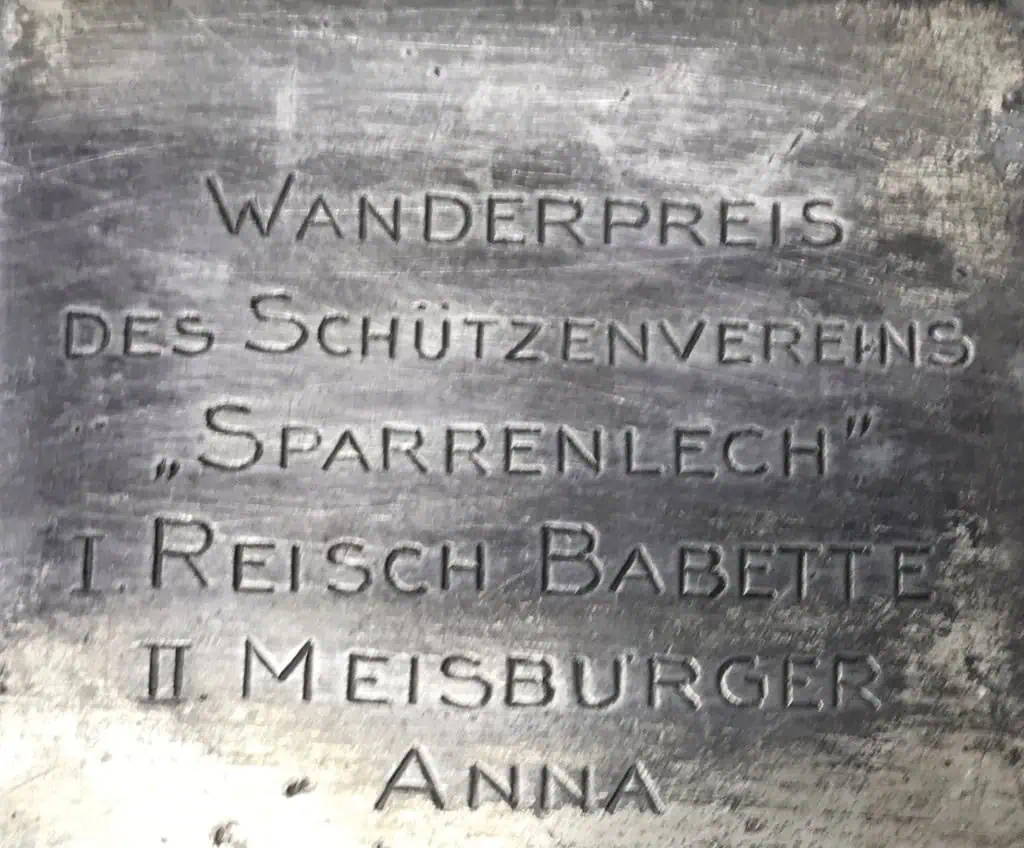 WANDERPREIS
DES SCHÜTZENVEREINS
„SPARRENLECH"
I. REISCH BABETTE
II. MEISBURGER
ANNA